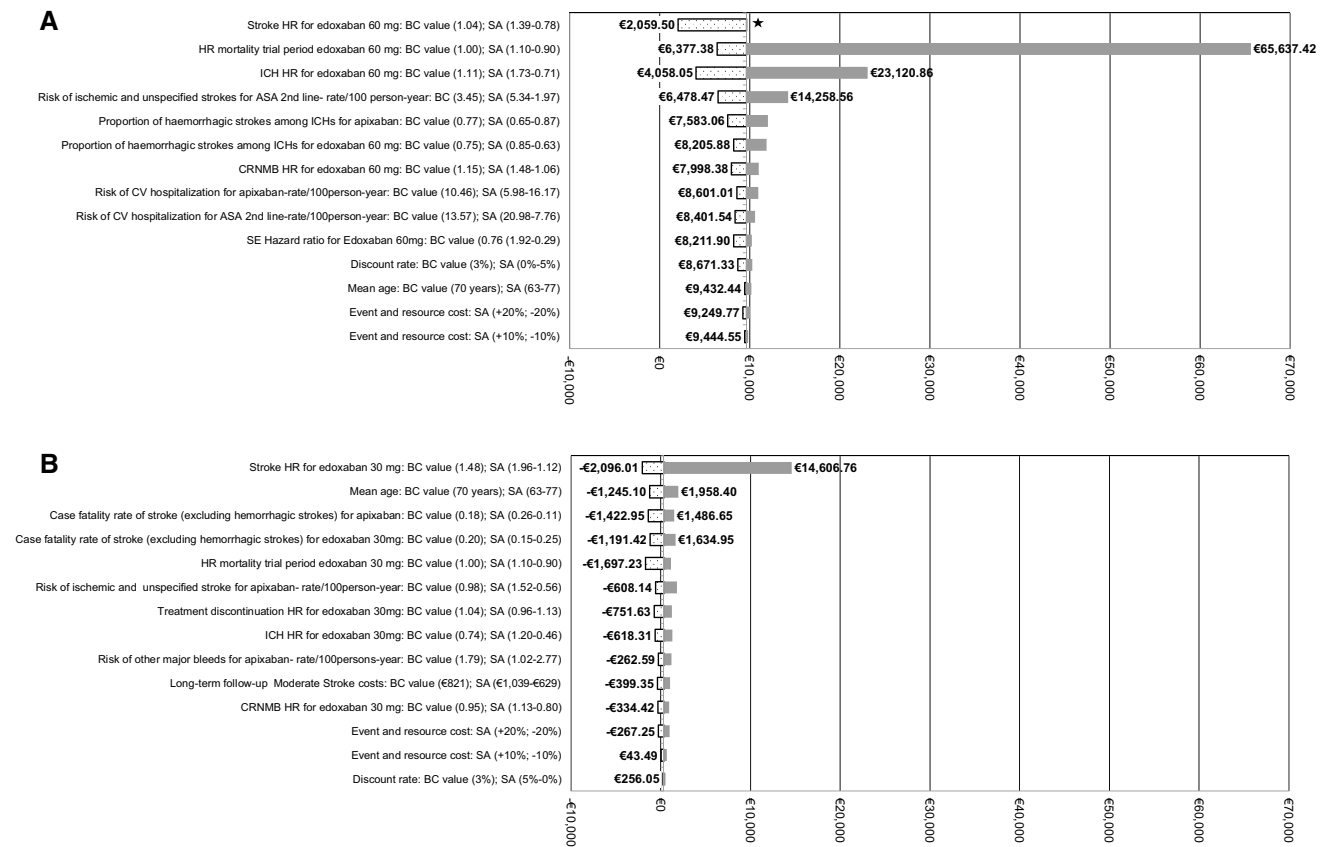 A
Stroke HR for edoxaban 60 mg: BC value (1.04); SA (1.39-0.78) €2,059.50 ★
HR mortality trial period edoxaban 60 mg: BC value (1.00); SA (1.10-0.90) €6,377.38 €65,637.42
ICH HR for edoxaban 60 mg: BC value (1.11); SA (1.73-0.71) €4,058.05 €23,120.86
Risk of ischemic and unspecified strokes for ASA 2nd line- rate/100 person-year: BC (3.45); SA (5.34-1.97) €6,478.47 €14,258.56
Proportion of haemorrhagic strokes among ICHs for apixaban: BC value (0.77); SA (0.65-0.87) €7,583.06
Proportion of haemorrhagic strokes among ICHs for edoxaban 60 mg: BC value (0.75); SA (0.85-0.63) €8,205.88
CRNMB HR for edoxaban 60 mg: BC value (1.15); SA (1.48-1.06) €7,998.38
Risk of CV hospitalization for apixaban-rate/100person-year: BC value (10.46); SA (5.98-16.17) €8,601.01
Risk of CV hospitalization for ASA 2nd line-rate/100person-year: BC value (13.57); SA (20.98-7.76) €8,401.54
SE Hazard ratio for Edoxaban 60mg: BC value (0.76 (1.92-0.29) €8,211.90
Discount rate: BC value (3%); SA (0%-5%) €8,671.33
Mean age: BC value (70 years); SA (63-77) €9,432.44
Event and resource cost: SA (+20%; -20%) €9,249.77
Event and resource cost: SA (+10%; -10%) €9,444.55
-€10,000 €0 €10,000 €20,000 €30,000 €40,000 €50,000 €60,000 €70,000
B
Stroke HR for edoxaban 30 mg: BC value (1.48); SA (1.96-1.12) -€2,096.01 €14,606.76
Mean age: BC value (70 years); SA (63-77) -€1,245.10 €1,958.40
Case fatality rate of stroke (excluding hemorrhagic strokes) for apixaban: BC value (0.18); SA (0.26-0.11) -€1,422.95 €1,486.65
Case fatality rate of stroke (excluding hemorrhagic strokes) for edoxaban 30mg: BC value (0.20); SA (0.15-0.25) -€1,191.42 €1,634.95
HR mortality trial period edoxaban 30 mg: BC value (1.00); SA (1.10-0.90) -€1,697.23
Risk of ischemic and unspecified stroke for apixaban- rate/100person-year: BC value (0.98); SA (1.52-0.56) -€608.14
Treatment discontinuation HR for edoxaban 30mg: BC value (1.04); SA (0.96-1.13) -€751.63
ICH HR for edoxaban 30mg: BC value (0.74); SA (1.20-0.46) -€618.31
Risk of other major bleeds for apixaban- rate/100persons-year: BC value (1.79); SA (1.02-2.77) -€262.59
Long-term follow-up Moderate Stroke costs: BC value (€821); SA (€1,039-€629) -€399.35
CRNMB HR for edoxaban 30 mg: BC value (0.95); SA (1.13-0.80) -€334.42
Event and resource cost: SA (+20%; -20%) -€267.25
Event and resource cost: SA (+10%; -10%) €43.49
Discount rate: BC value (3%); SA (5%-0%) €256.05
-€10,000 €0 €10,000 €20,000 €30,000 €40,000 €50,000 €60,000 €70,000